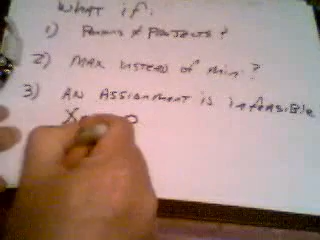 WHAT IF:
1) PERSONS ≠ PROJECTS?
2) MAX INSTEAD OF MIN?
3) AN ASSIGNMENT IS INFEASIBLE
X